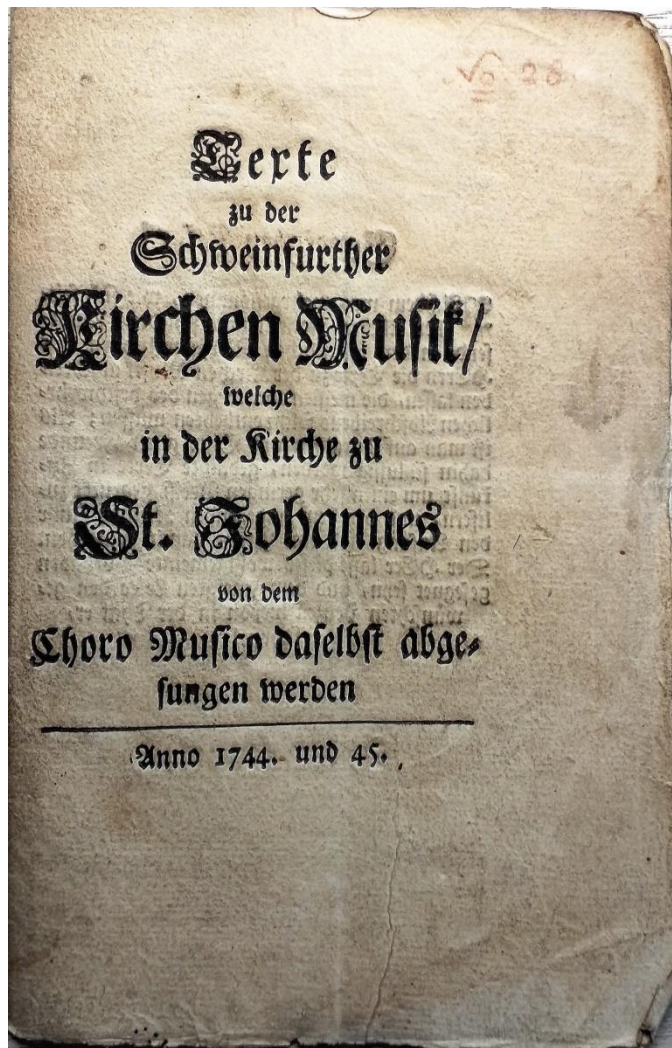 No 28
Texte
zu der
Schweinfurther
Kirchen Musik/
welche
in der Kirche zu
St. Johannes
von dem
Choro Musico daselbst abge-
sungen werden
Anno 1744. und 45.